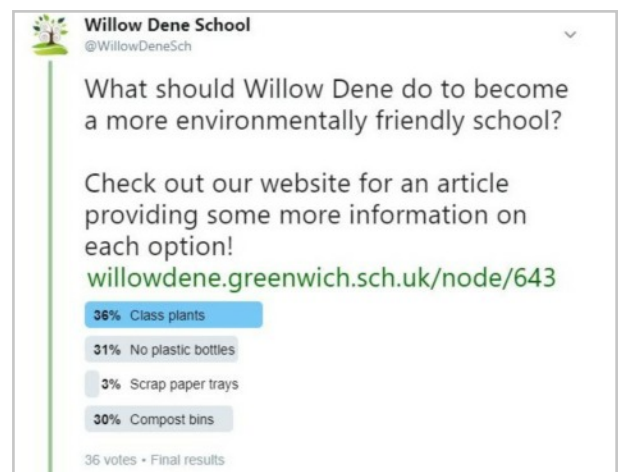 Willow Dene School
@WillowDeneSch
What should Willow Dene do to become
a more environmentally friendly school?
Check out our website for an article
providing some more information on
each option!
willowdene.greenwich.sch.uk/node/643
36% Class plants
31% No plastic bottles
3% Scrap paper trays
30% Compost bins
36 votes • Final results